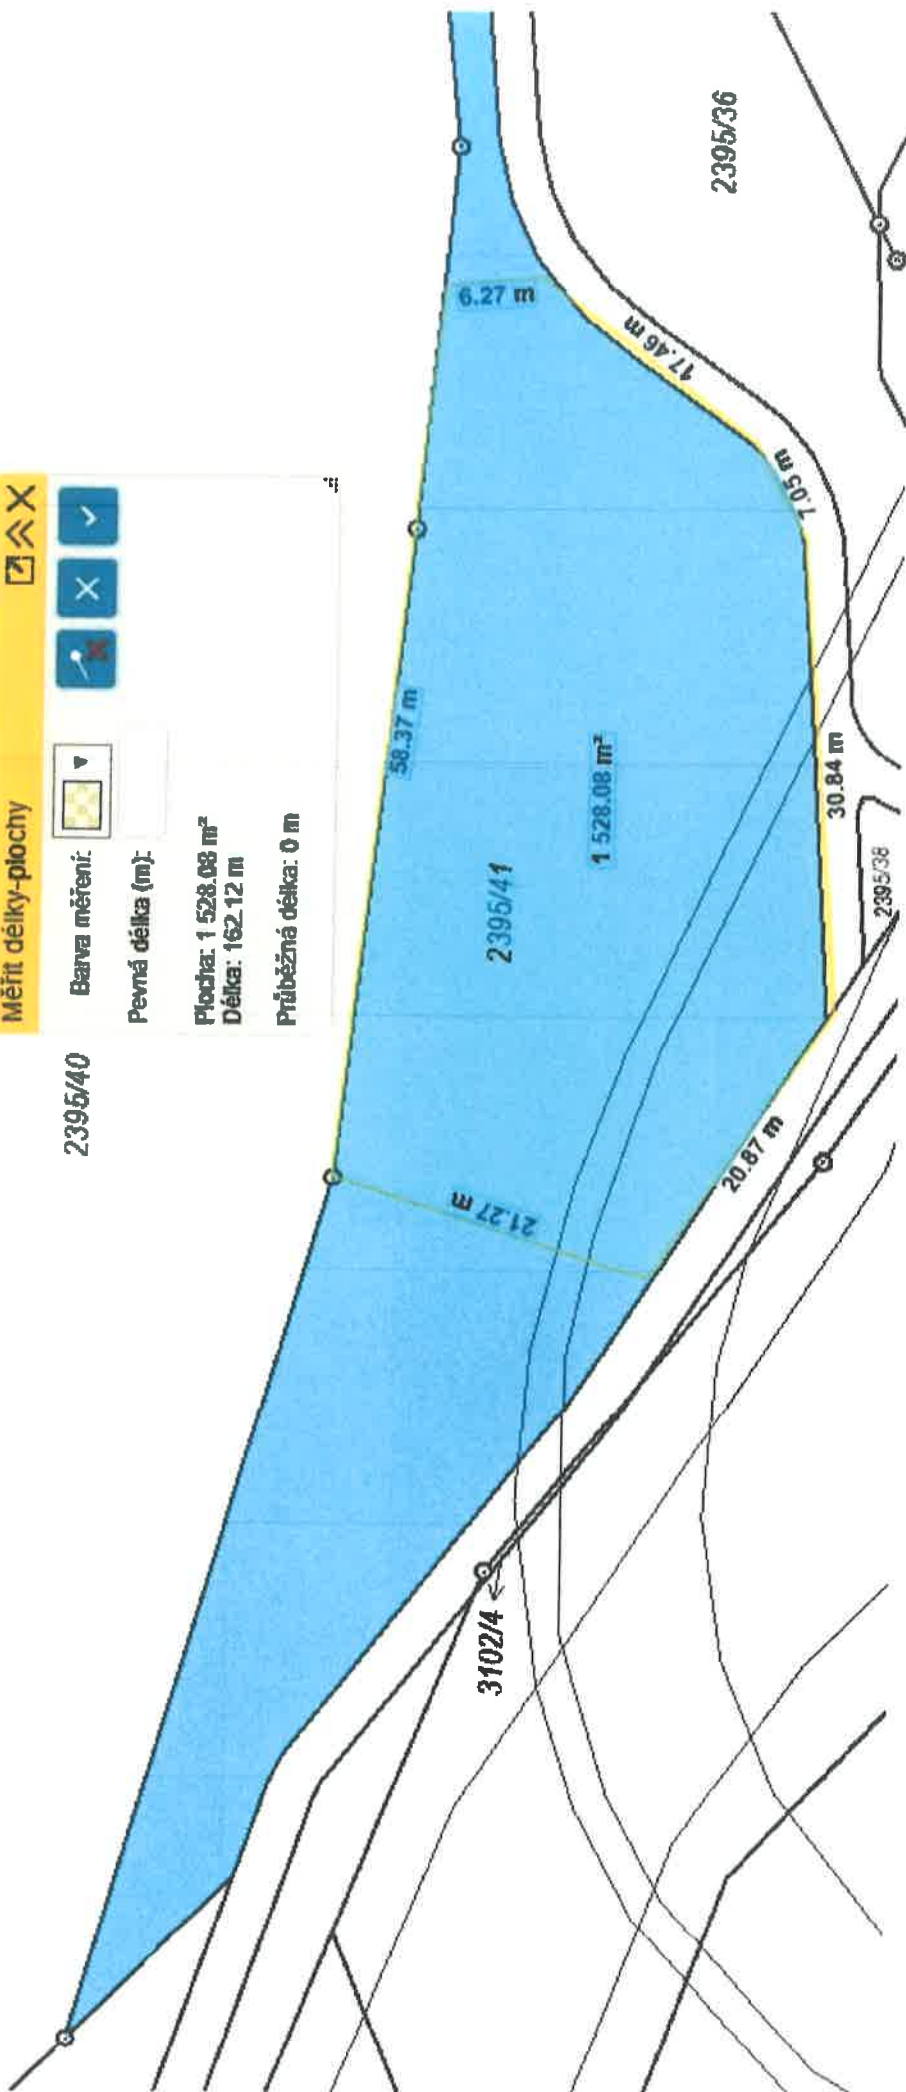 Měřit délky-plochy
Barva měření:
Pevná délka (m):
Plocha: 1 528.08 m²
Délka: 162.12 m
Průběžná délka: 0 m
2395/40
2395/36
6.27 m
17.46 m
7.05 m
58.37 m
1 528.08 m²
2395/41
30.84 m
2395/38
21.27 m
20.87 m
3102/4